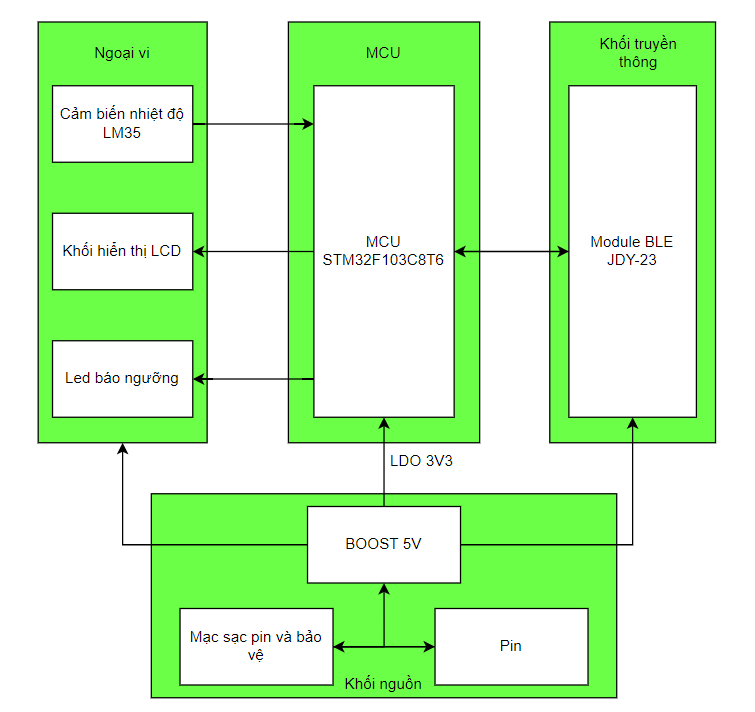 Ngoại vi
Cảm biến nhiệt độ
LM35
Khối hiển thị LCD
Led báo ngưỡng
MCU
MCU
STM32F103C8T6
Khối truyền
thông
Module BLE
JDY-23
LDO 3V3
BOOST 5V
Mạc sạc pin và bảo
vệ
Pin
Khối nguồn